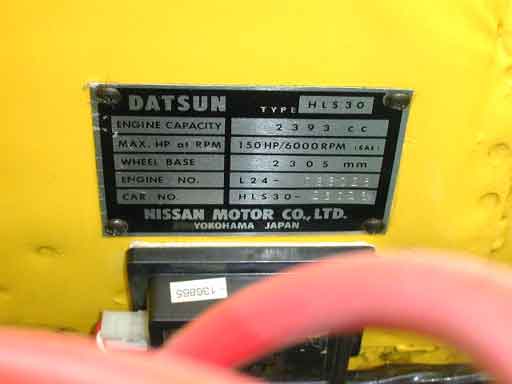 DATSUN TYPE HLS30
ENGINE CAPACITY 2393 cc
MAX. HP at RPM 150HP/6000RPM (SAE)
WHEEL BASE 2305 mm
ENGINE NO. L24-
CAR. NO. HLS30-
NISSAN MOTOR CO., LTD.
YOKOHAMA JAPAN
-136865